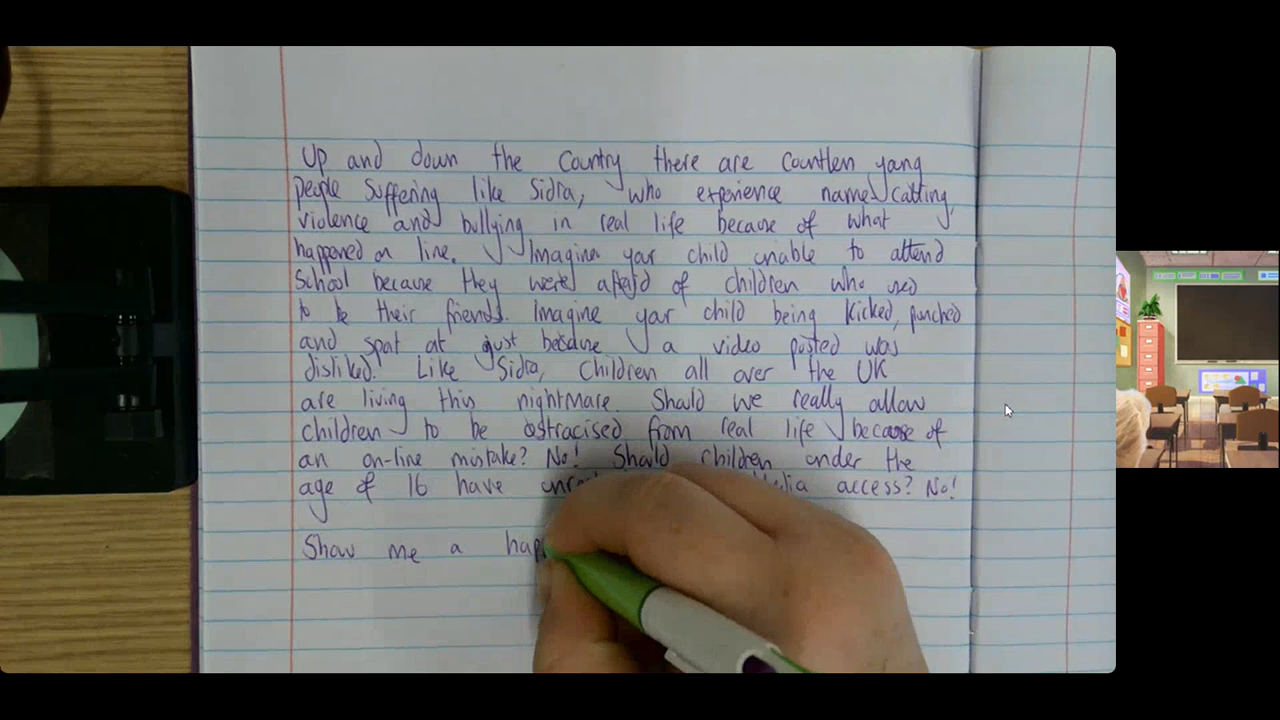 Up and down the Country there are Countless young
people Suffering like Sidra, who experience name calling,
violence and bullying in real life because of what
happened on line. Imagine your child unable to attend
School because they were afraid of children who used
to be their friends. Imagine your child being kicked, punched
and spat at just because a video posted was
disliked. Like Sidra, children all over the UK
are living this nightmare. Should we really allow
children to be ostracised from real life because of
an on-line mistake? No! Should children under the
age of 16 have access? No!
Show me a